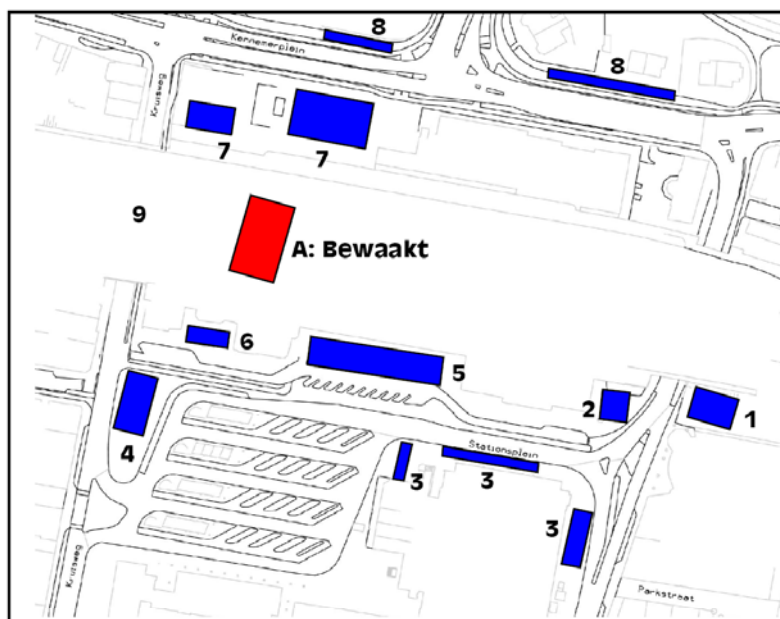 8
Kennemerplein
8
Kruisweg
7
7
9
A: Bewaakt
6
5
2
1
4
Stationsplein
3
3
3
Kruisweg
Parkstraat